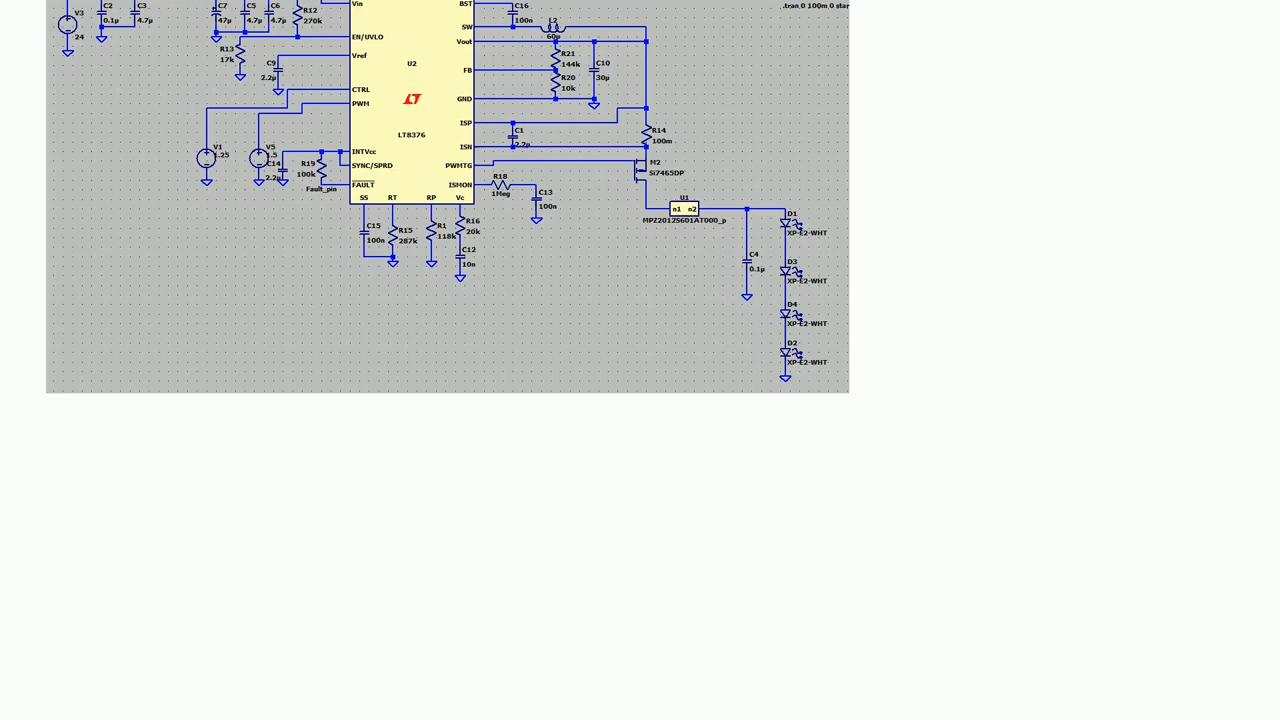 Vin
BST
C2
0.1µ
C3
4.7µ
C7
47µ
C5
4.7µ
C6
4.7µ
R12
270k
C16
100n
.tran 0 100m 0 star
V3
24
SW
L2
60µ
EN/UVLO
Vout
R13
17k
Vref
C9
2.2µ
U2
R21
144k
C10
30µ
FB
R20
10k
CTRL
PWM
GND
LT8376
ISP
C1
2.2µ
R14
100m
ISN
V1
1.25
V5
1.5
C14
2.2µ
INTVcc
R19
100k
SYNC/SPRD
PWMTG
M2
Si7465DP
FAULT
Fault_pin
ISMON
R18
1Meg
C13
100n
SS
RT
RP
Vc
U1
n1 n2
MPZ2012S601AT000_p
C15
100n
R15
287k
R1
118k
R16
20k
C12
10n
D1
XP-E2-WHT
C4
0.1µ
D3
XP-E2-WHT
D4
XP-E2-WHT
D2
XP-E2-WHT